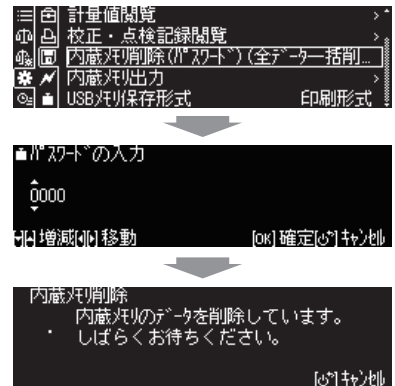 計量値閲覧 >
校正・点検記録閲覧 >
内蔵ﾒﾓﾘ削除(ﾊﾟｽﾜｰﾄﾞ)(全ﾃﾞｰﾀ一括削...
内蔵ﾒﾓﾘ出力 >
USBﾒﾓﾘ保存形式 印刷形式
ﾊﾟｽﾜｰﾄﾞの入力
0000
増減 移動 [OK]確定 ｷｬﾝｾﾙ
内蔵ﾒﾓﾘ削除
内蔵ﾒﾓﾘのﾃﾞｰﾀを削除しています。
しばらくお待ちください。
ｷｬﾝｾﾙ